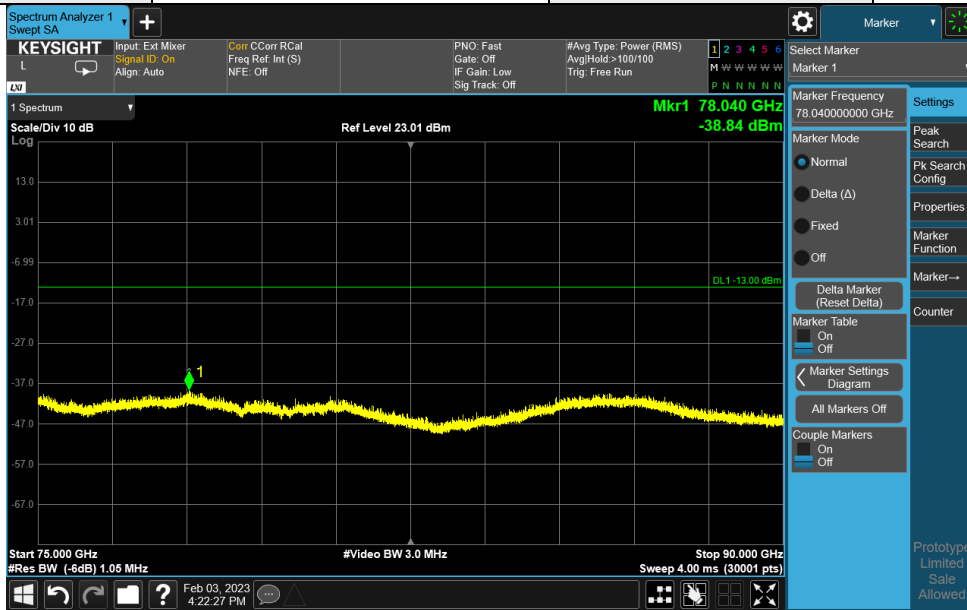 Spectrum Analyzer 1
Swept SA
Marker
KEYSIGHT
L
LXI
Input: Ext Mixer
Signal ID: On
Align: Auto
Corr CCorr RCal
Freq Ref: Int (S)
NFE: Off
PNO: Fast
Gate: Off
IF Gain: Low
Sig Track: Off
#Avg Type: Power (RMS)
Avg|Hold:>100/100
Trig: Free Run
1 2 3 4 5 6
M W W W W W
P N N N N N
Select Marker
Marker 1
1 Spectrum
Mkr1 78.040 GHz
-38.84 dBm
Scale/Div 10 dB
Ref Level 23.01 dBm
Log
13.0
3.01
-6.99
-17.0
-27.0
-37.0
-47.0
-57.0
-67.0
DL1 -13.00 dBm
1
Start 75.000 GHz
#Video BW 3.0 MHz
Stop 90.000 GHz
#Res BW (-6dB) 1.05 MHz
Sweep 4.00 ms (30001 pts)
Marker Frequency
78.040000000 GHz
Marker Mode
Normal
Delta (Δ)
Fixed
Off
Delta Marker
(Reset Delta)
Marker Table
On
Off
Marker Settings
Diagram
All Markers Off
Couple Markers
On
Off
Settings
Peak
Search
Pk Search
Config
Properties
Marker
Function
Marker→
Counter
Prototype
Limited
Sale
Allowed
?
Feb 03, 2023
4:22:27 PM